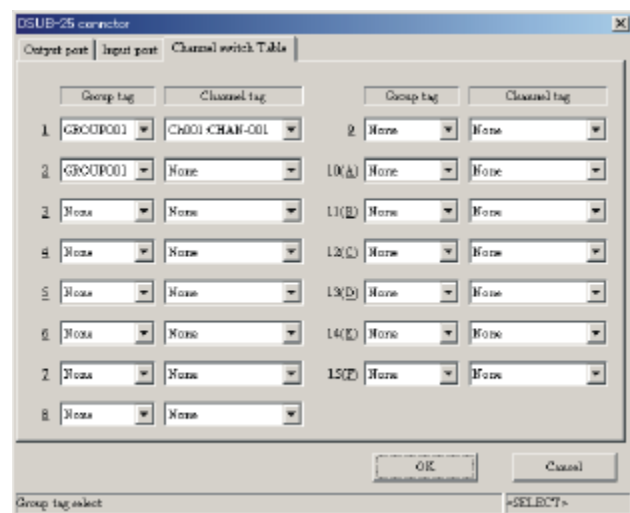 DSUB-25 connctor
Output port Input port Channel switch Table
Group tag Channel tag Group tag Channel tag
1 GROUP001 Ch001:CHAN-001 9 None None
2 GROUP001 None 10(A) None None
3 None None 11(B) None None
4 None None 12(C) None None
5 None None 13(D) None None
6 None None 14(E) None None
7 None None 15(F) None None
8 None None
OK Cancel
Group tag select =SELECT=